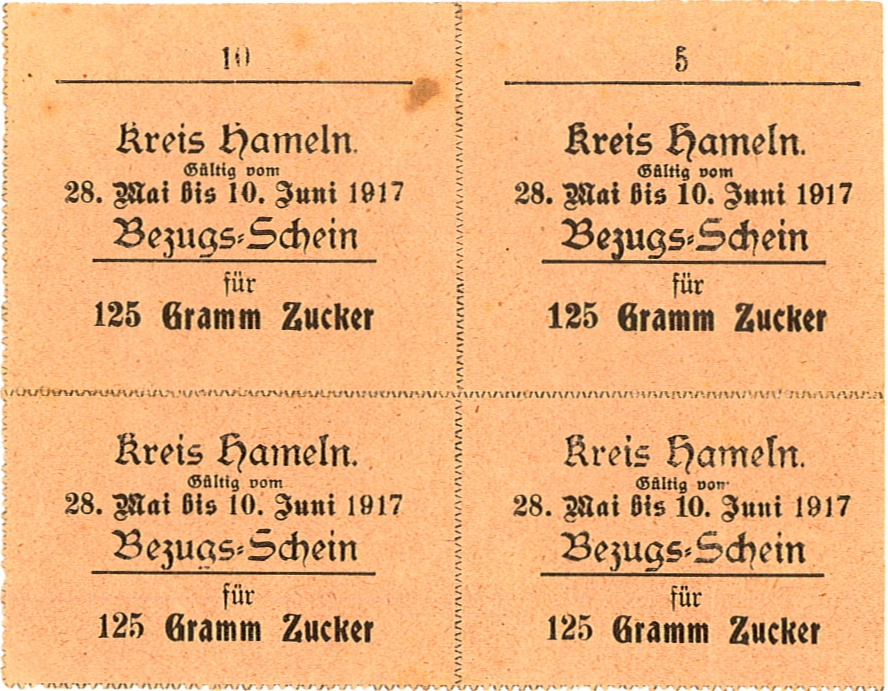 10
Kreis Hameln.
Gültig vom
28. Mai bis 10. Juni 1917
Bezugs-Schein
für
125 Gramm Zucker
5
Kreis Hameln.
Gültig vom
28. Mai bis 10. Juni 1917
Bezugs-Schein
für
125 Gramm Zucker
Kreis Hameln.
Gültig vom
28. Mai bis 10. Juni 1917
Bezugs-Schein
für
125 Gramm Zucker
Kreis Hameln.
Gültig vom
28. Mai bis 10. Juni 1917
Bezugs-Schein
für
125 Gramm Zucker